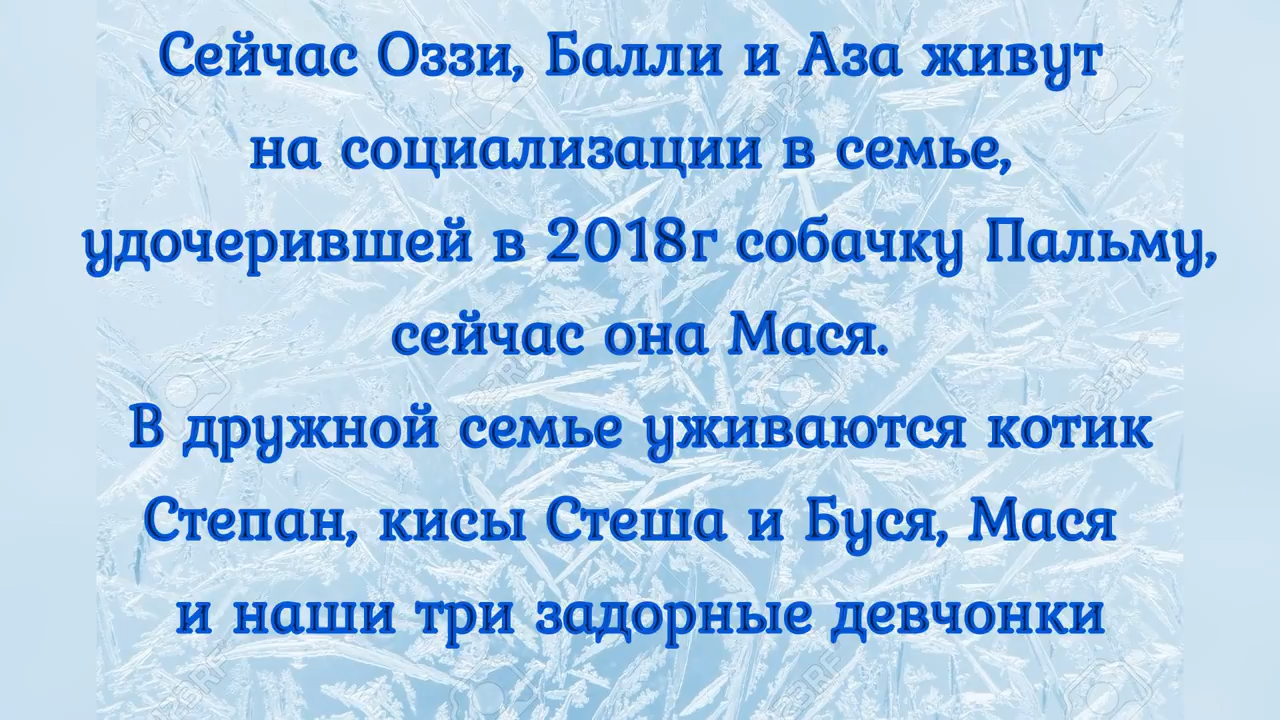 Сейчас Оззи, Балли и Аза живут
на социализации в семье,
удочерившей в 2018г собачку Пальму,
сейчас она Мася.
В дружной семье уживаются котик
Степан, кисы Стеша и Буся, Мася
и наши три задорные девчонки